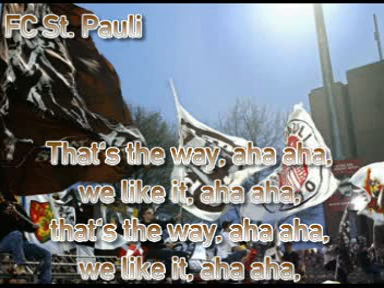 FC St. Pauli
ULI
That's the way, aha aha,
we like it, aha aha,
that's the way, aha aha,
we like it, aha aha,